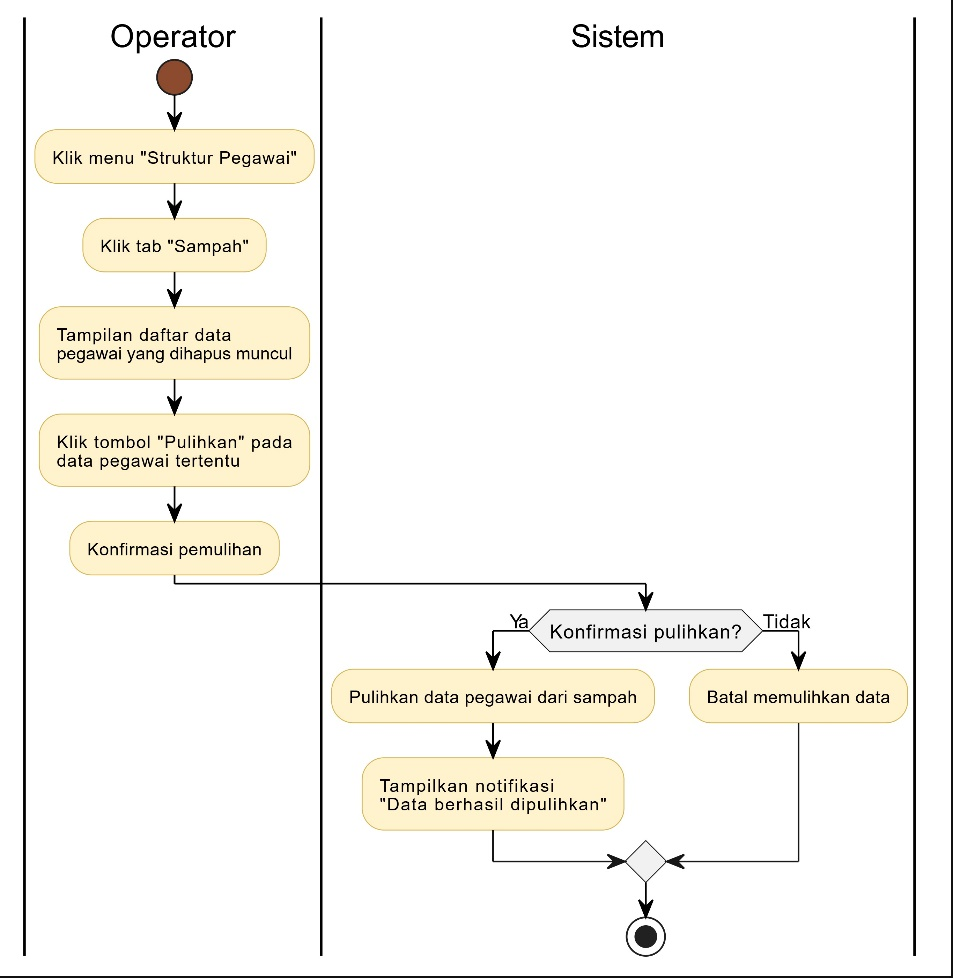 Operator
Sistem
Klik menu "Struktur Pegawai"
Klik tab "Sampah"
Tampilan daftar data
pegawai yang dihapus muncul
Klik tombol "Pulihkan" pada
data pegawai tertentu
Konfirmasi pemulihan
Ya
Konfirmasi pulihkan?
Tidak
Pulihkan data pegawai dari sampah
Batal memulihkan data
Tampilkan notifikasi
"Data berhasil dipulihkan"